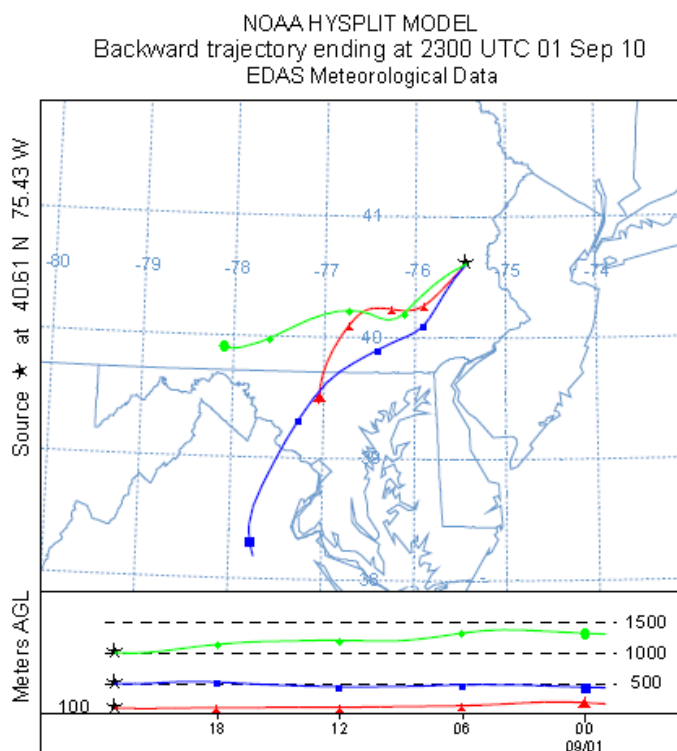 NOAA HYSPLIT MODEL
Backward trajectory ending at 2300 UTC 01 Sep 10
EDAS Meteorological Data
Source ★ at 40.61 N 75.43 W
41
-80 -79 -78 -77 -76 -75 -74
40
39
38
Meters AGL
1500
1000
500
100
18 12 06 00
09/01